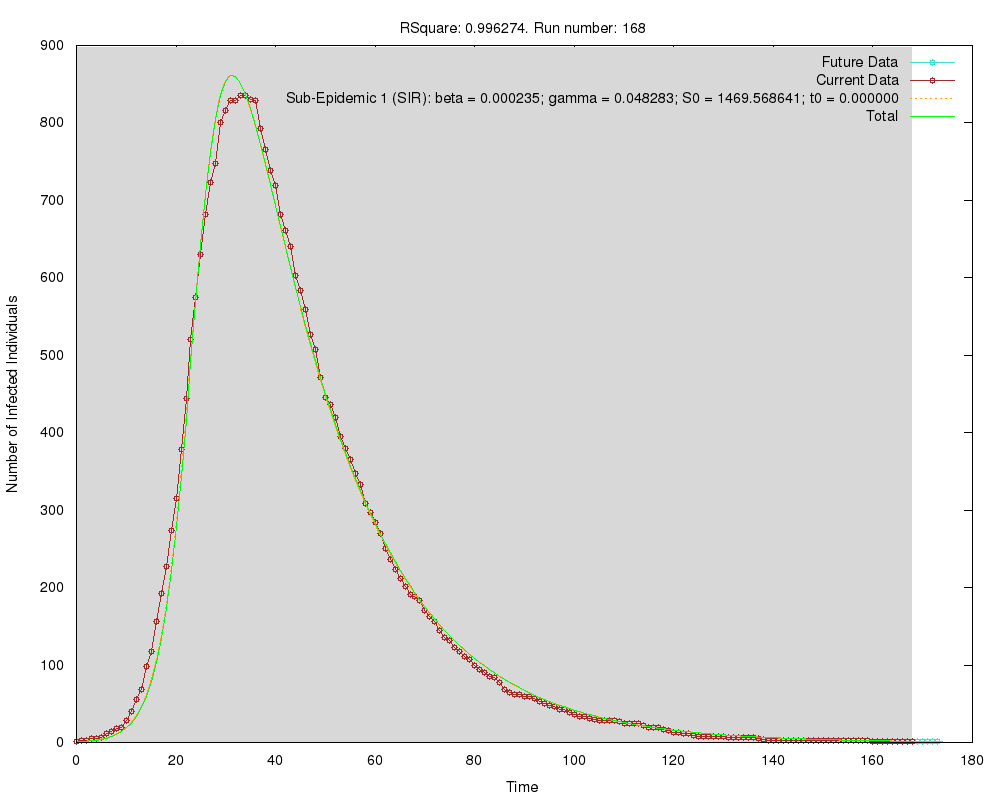 RSquare: 0.996274. Run number: 168
Future Data
Current Data
Sub-Epidemic 1 (SIR): beta = 0.000235; gamma = 0.048283; S0 = 1469.568641; t0 = 0.000000
Total
900
800
700
600
500
400
300
200
100
0
Number of Infected Individuals
0 20 40 60 80 100 120 140 160 180
Time